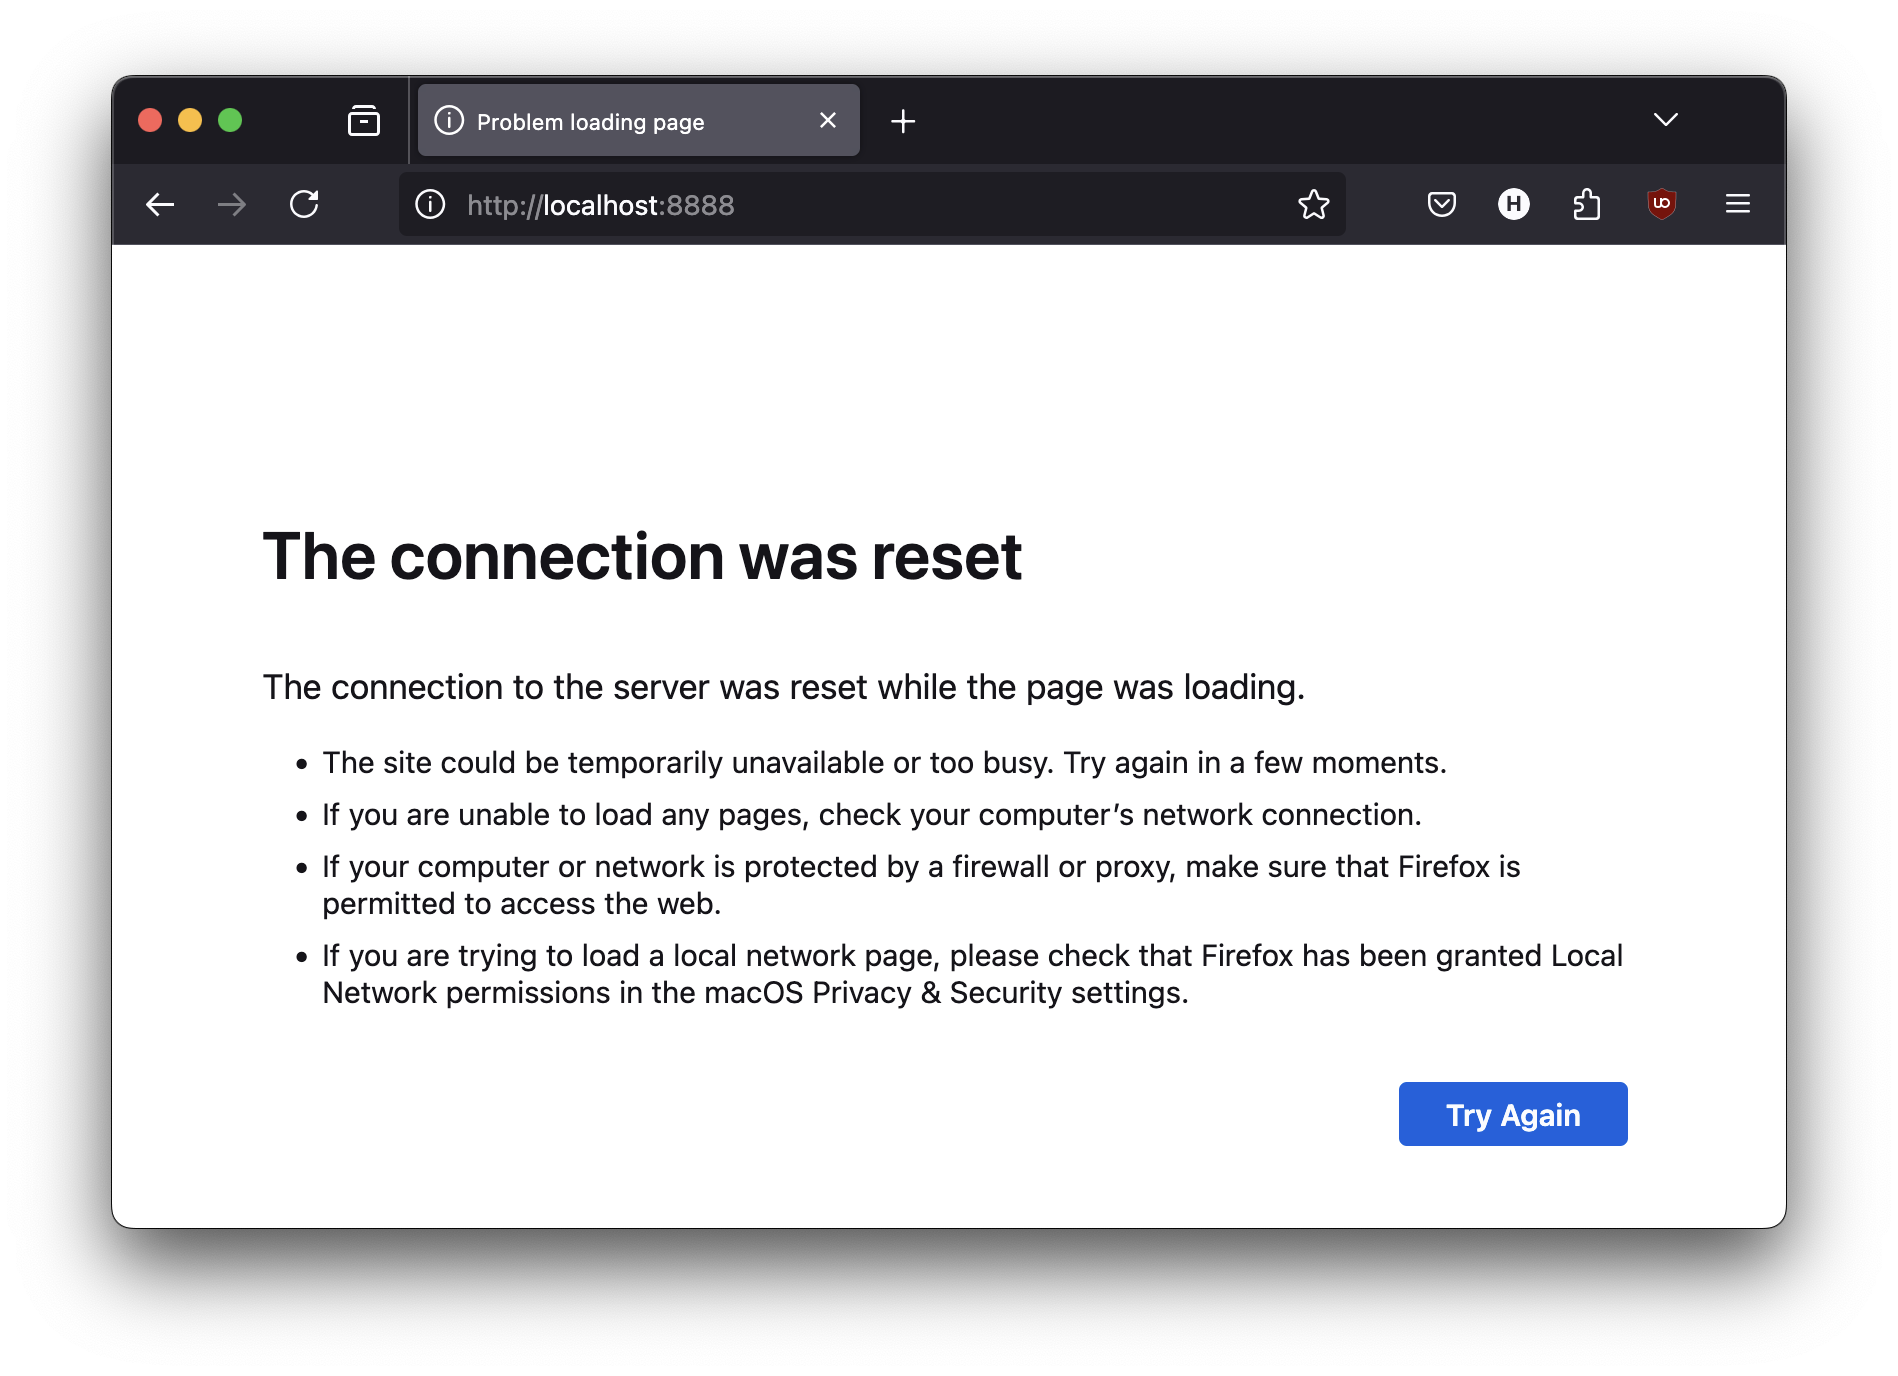 Problem loading page
http://localhost:8888
H
uo
The connection was reset
The connection to the server was reset while the page was loading.
• The site could be temporarily unavailable or too busy. Try again in a few moments.
• If you are unable to load any pages, check your computer’s network connection.
• If your computer or network is protected by a firewall or proxy, make sure that Firefox is
permitted to access the web.
• If you are trying to load a local network page, please check that Firefox has been granted Local
Network permissions in the macOS Privacy & Security settings.
Try Again